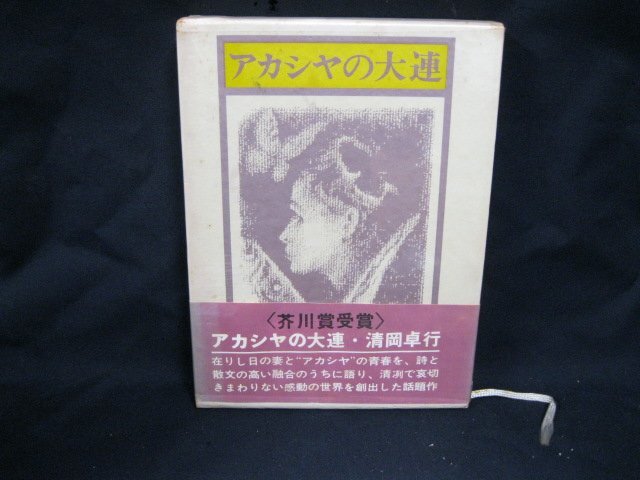 アカシヤの大連
〈芥川賞受賞〉
アカシヤの大連・清岡卓行
在りし日の妻と"アカシヤ"の青春を、詩と
散文の高い融合のうちに語り、清冽で哀切
きまわりない感動の世界を創出した話題作